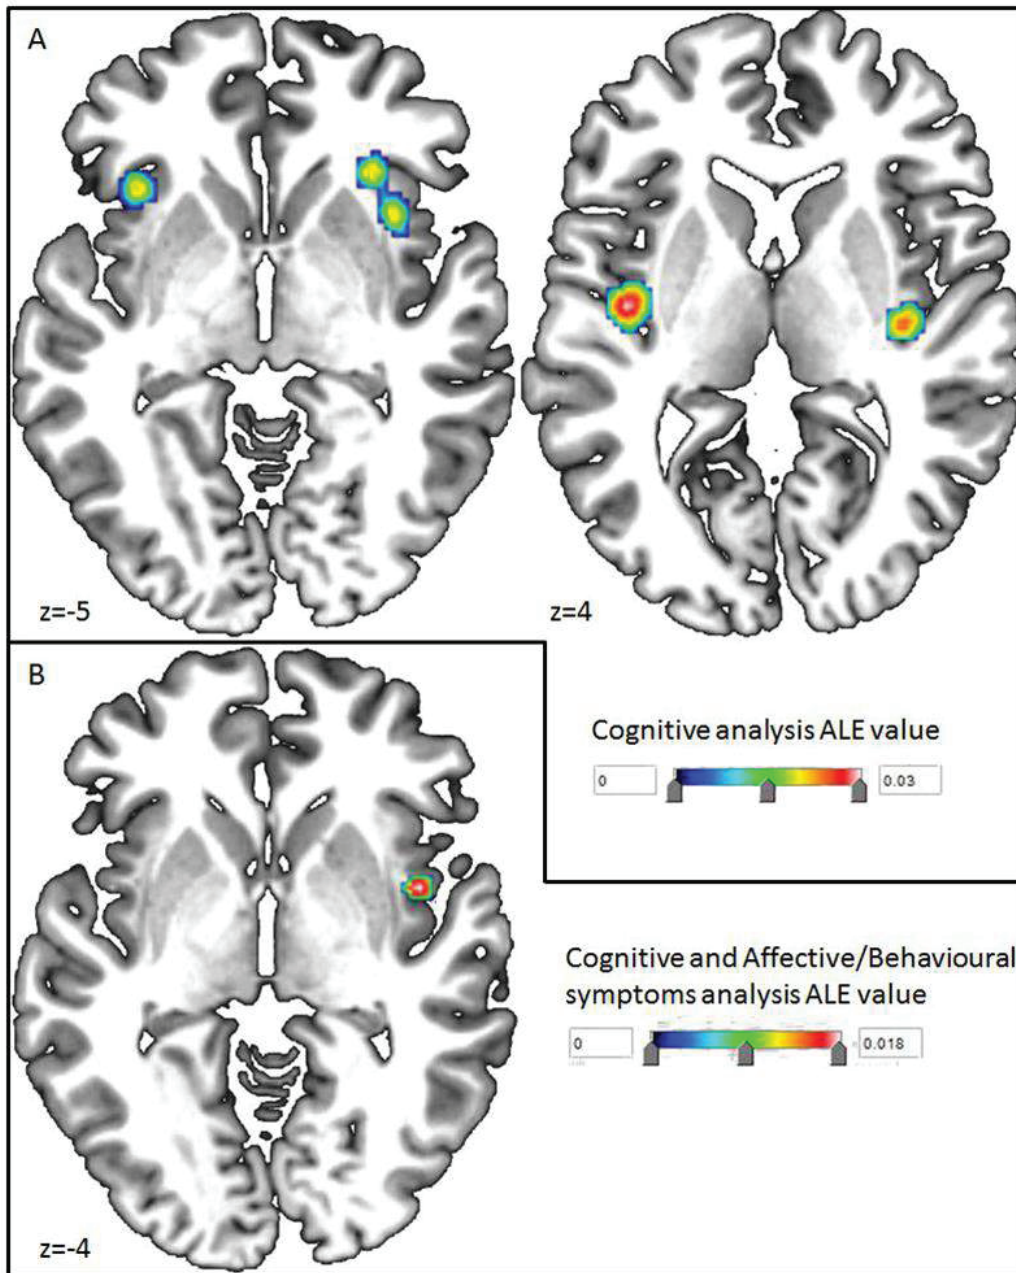 A
z=-5
z=4
B
Cognitive analysis ALE value
0
0.03
Cognitive and Affective/Behavioural
symptoms analysis ALE value
0
0.018
z=-4